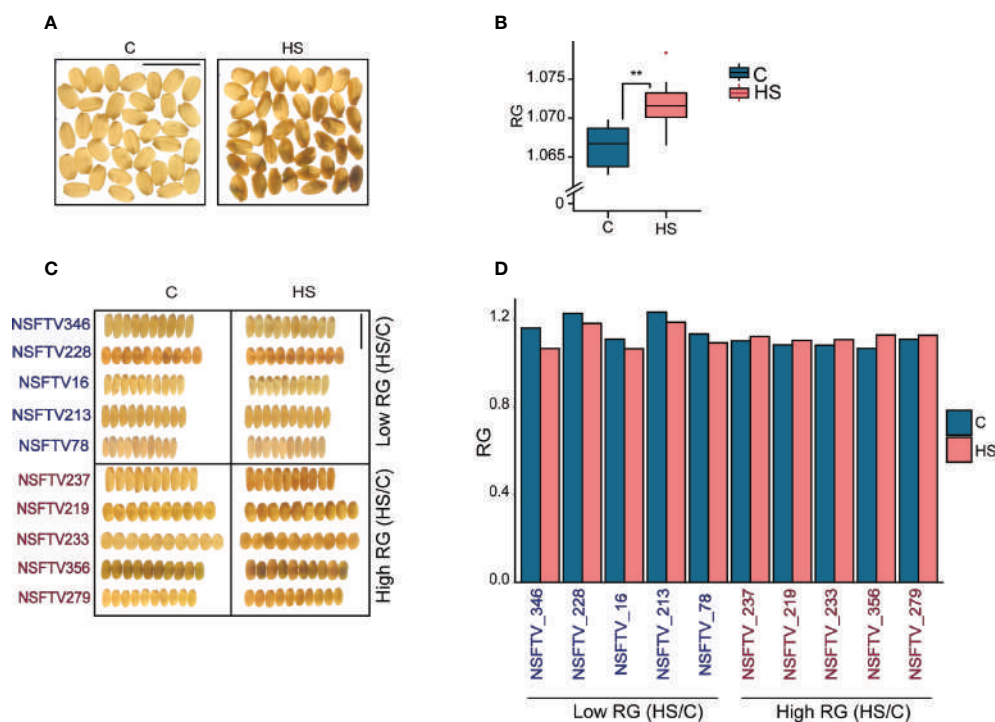 A
C HS
B
RG
1.075
1.070
1.065
0
**
C HS
C
HS
C
C HS
NSFTV346
NSFTV228
NSFTV16
NSFTV213
NSFTV78
NSFTV237
NSFTV219
NSFTV233
NSFTV356
NSFTV279
Low RG (HS/C)
High RG (HS/C)
D
RG
1.2
0.8
0.4
0.0
C
HS
NSFTV_346
NSFTV_228
NSFTV_16
NSFTV_213
NSFTV_78
NSFTV_237
NSFTV_219
NSFTV_233
NSFTV_356
NSFTV_279
Low RG (HS/C) High RG (HS/C)